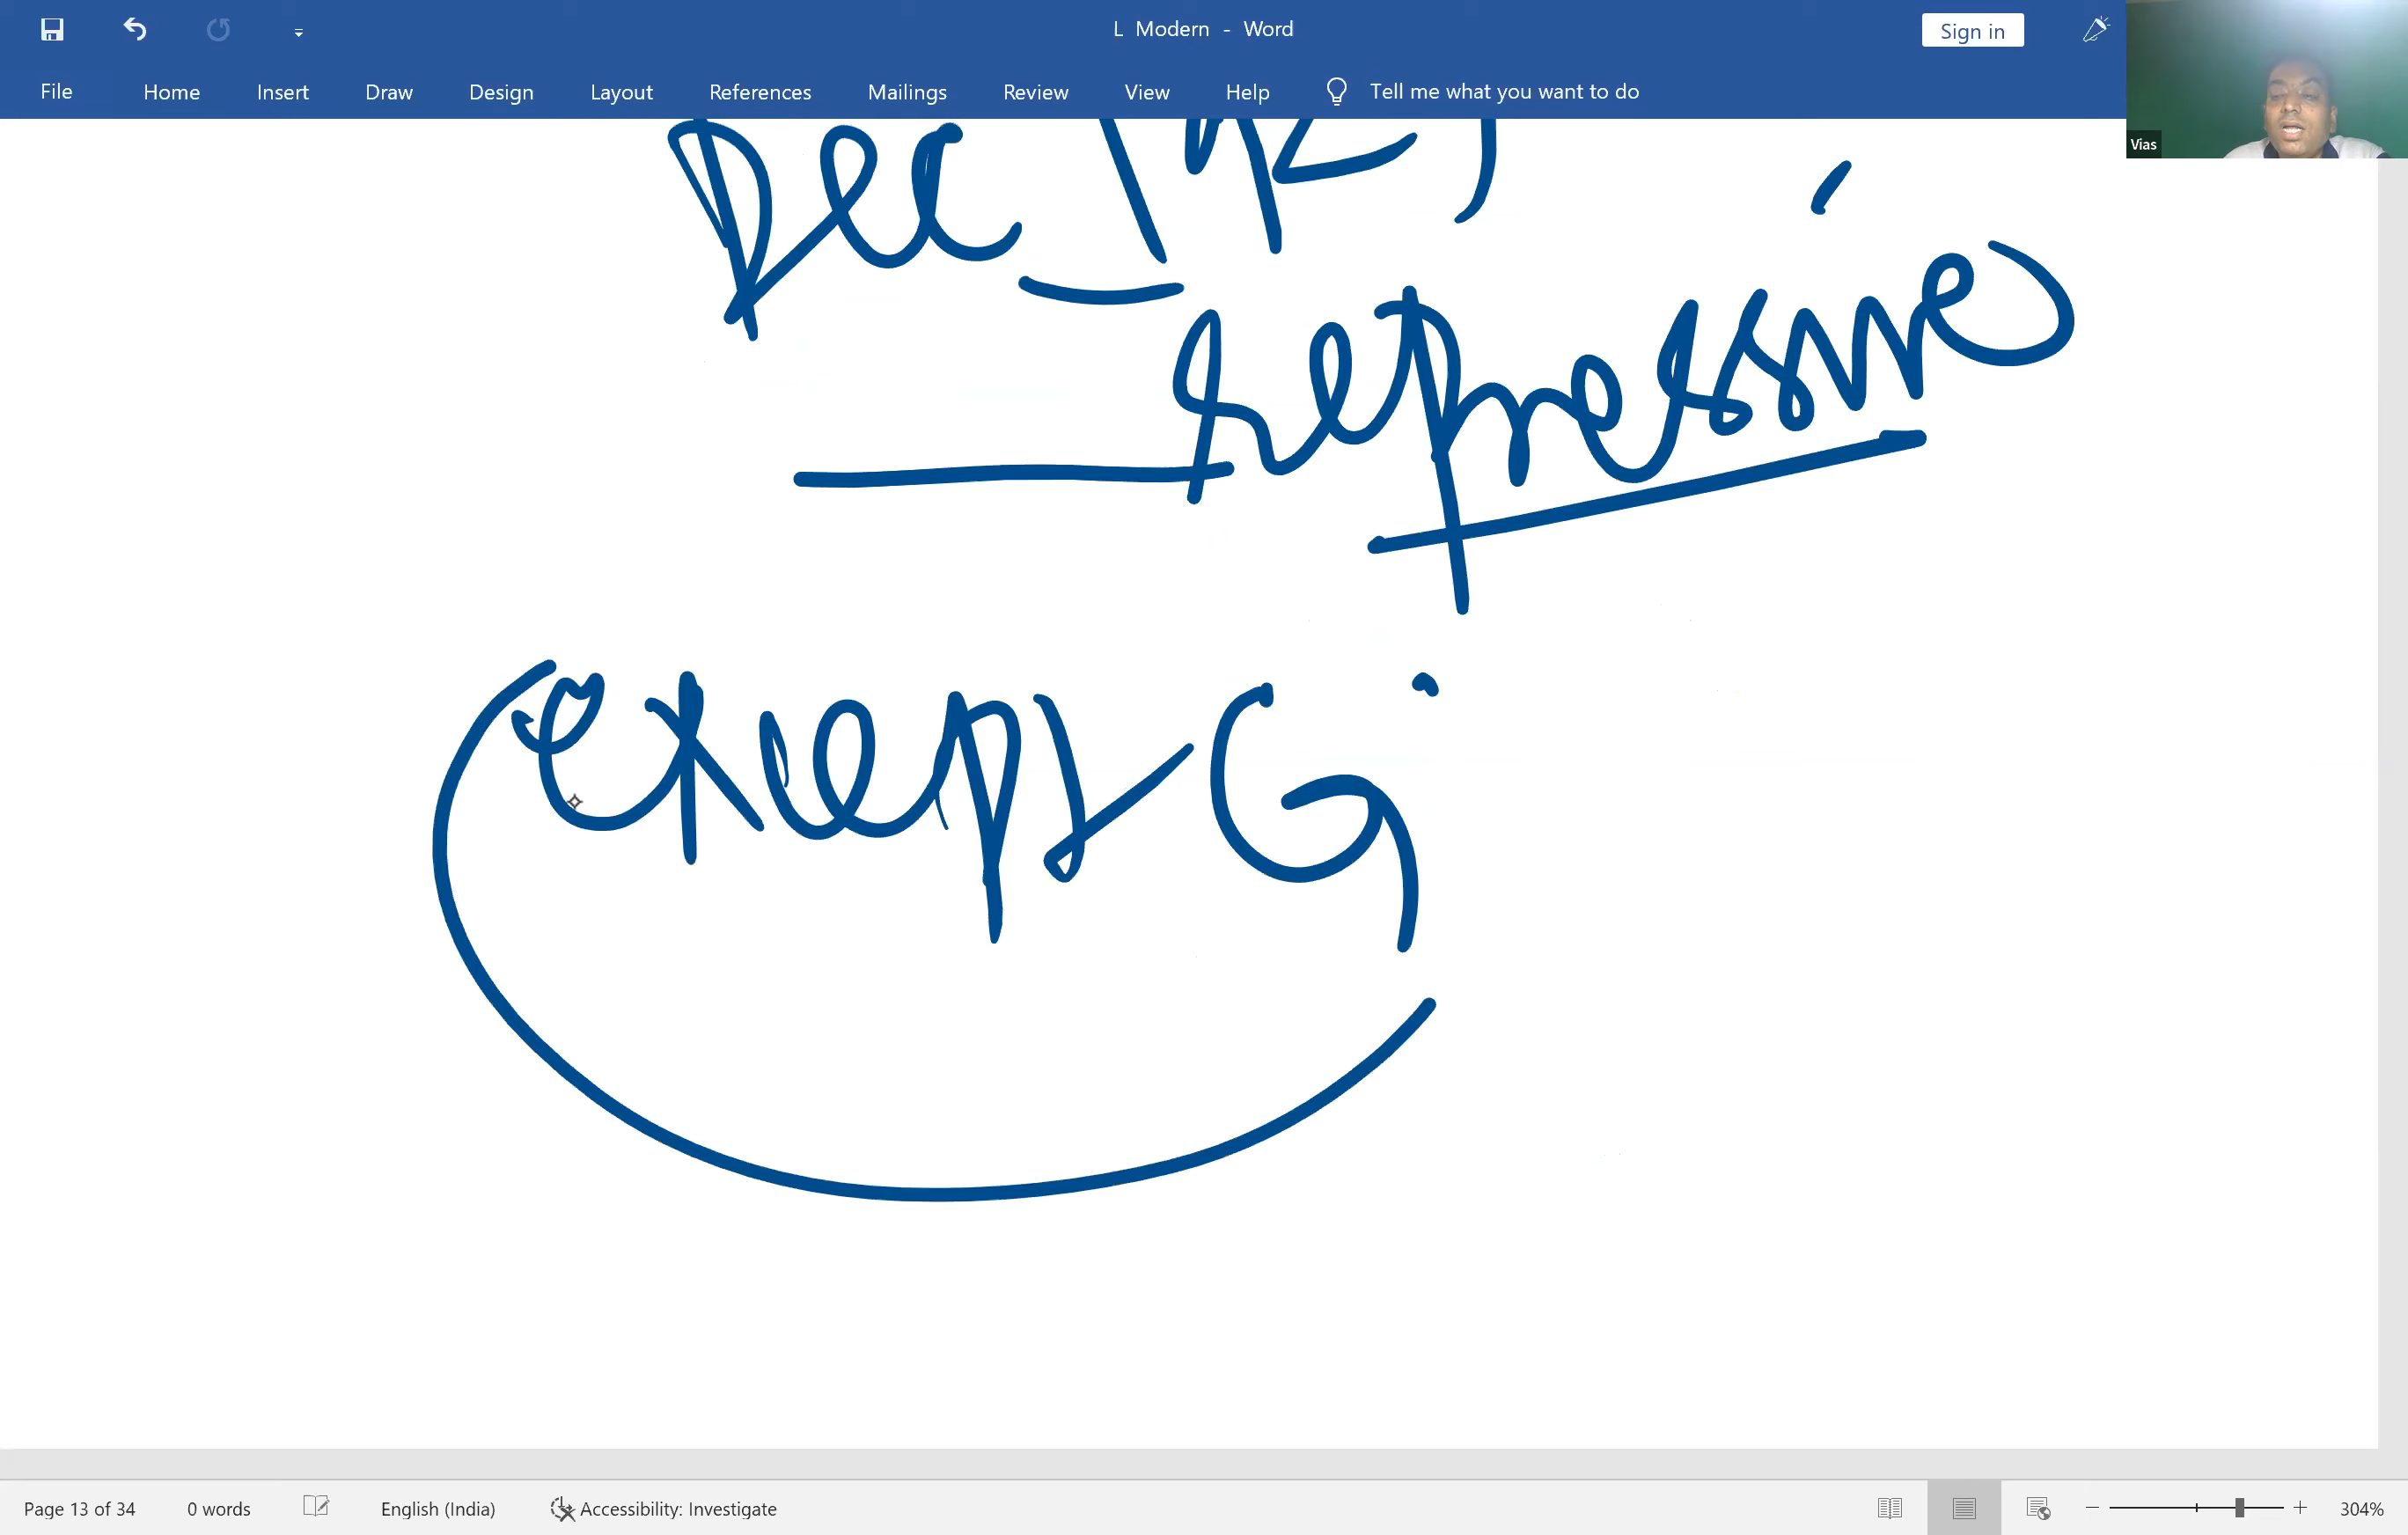 L Modern - Word
Sign in
File Home Insert Draw Design Layout References Mailings Review View Help Tell me what you want to do
Vias
Dec
repressive
except G
Page 13 of 34 0 words English (India) Accessibility: Investigate 304%